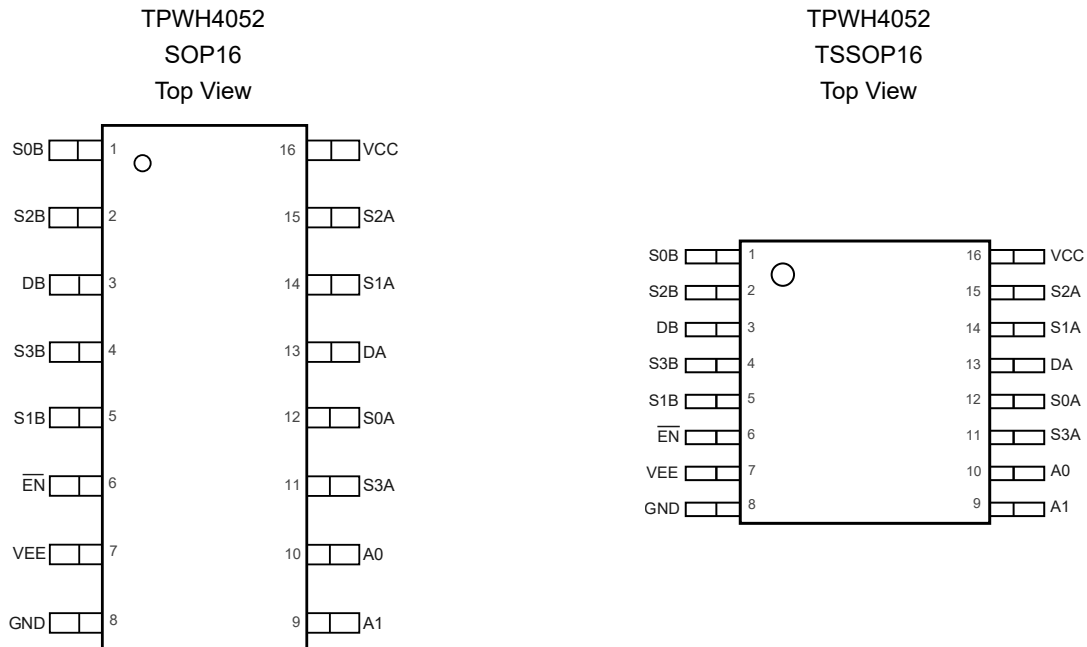 TPWH4052
SOP16
Top View
S0B 1 16 VCC
S2B 2 15 S2A
DB 3 14 S1A
S3B 4 13 DA
S1B 5 12 S0A
EN 6 11 S3A
VEE 7 10 A0
GND 8 9 A1
TPWH4052
TSSOP16
Top View
S0B 1 16 VCC
S2B 2 15 S2A
DB 3 14 S1A
S3B 4 13 DA
S1B 5 12 S0A
EN 6 11 S3A
VEE 7 10 A0
GND 8 9 A1